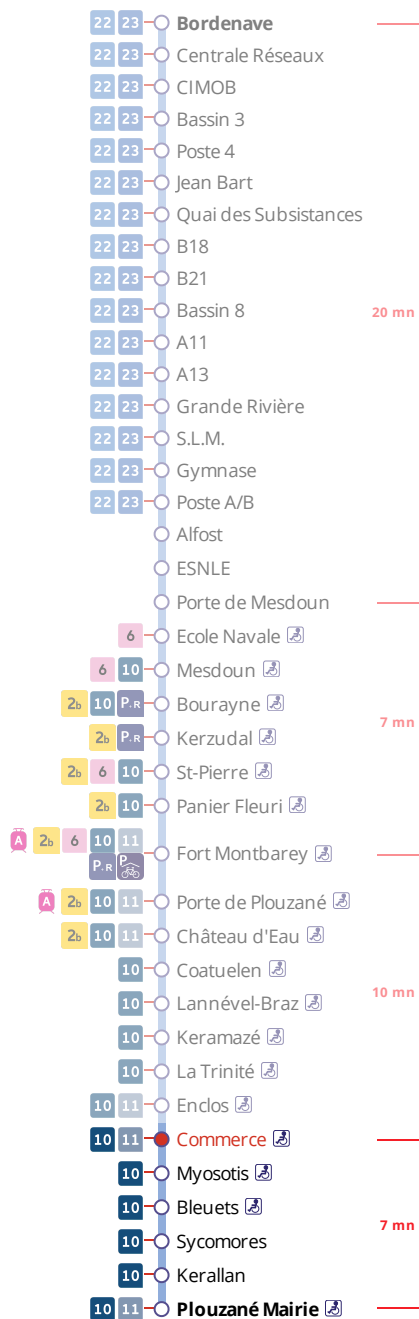 22 23 Bordenave
22 23 Centrale Réseaux
22 23 CIMOB
22 23 Bassin 3
22 23 Poste 4
22 23 Jean Bart
22 23 Quai des Subsistances
22 23 B18
22 23 B21
22 23 Bassin 8 20 mn
22 23 A11
22 23 A13
22 23 Grande Rivière
22 23 S.L.M.
22 23 Gymnase
22 23 Poste A/B
Alfost
ESNLE
Porte de Mesdoun
6 Ecole Navale
6 10 Mesdoun
2b 10 P+R Bourayne 7 mn
2b P+R Kerzudal
2b 6 10 St-Pierre
2b 10 Panier Fleuri
A 2b 6 10 11
P+R P Fort Montbarey
A 2b 10 11 Porte de Plouzané
2b 10 11 Château d'Eau
10 Coatuelen
10 Lannével-Braz 10 mn
10 Keramazé
10 La Trinité
10 11 Enclos
10 11 Commerce
10 Myosotis
10 Bleuets 7 mn
10 Sycomores
10 Kerallan
10 11 Plouzané Mairie